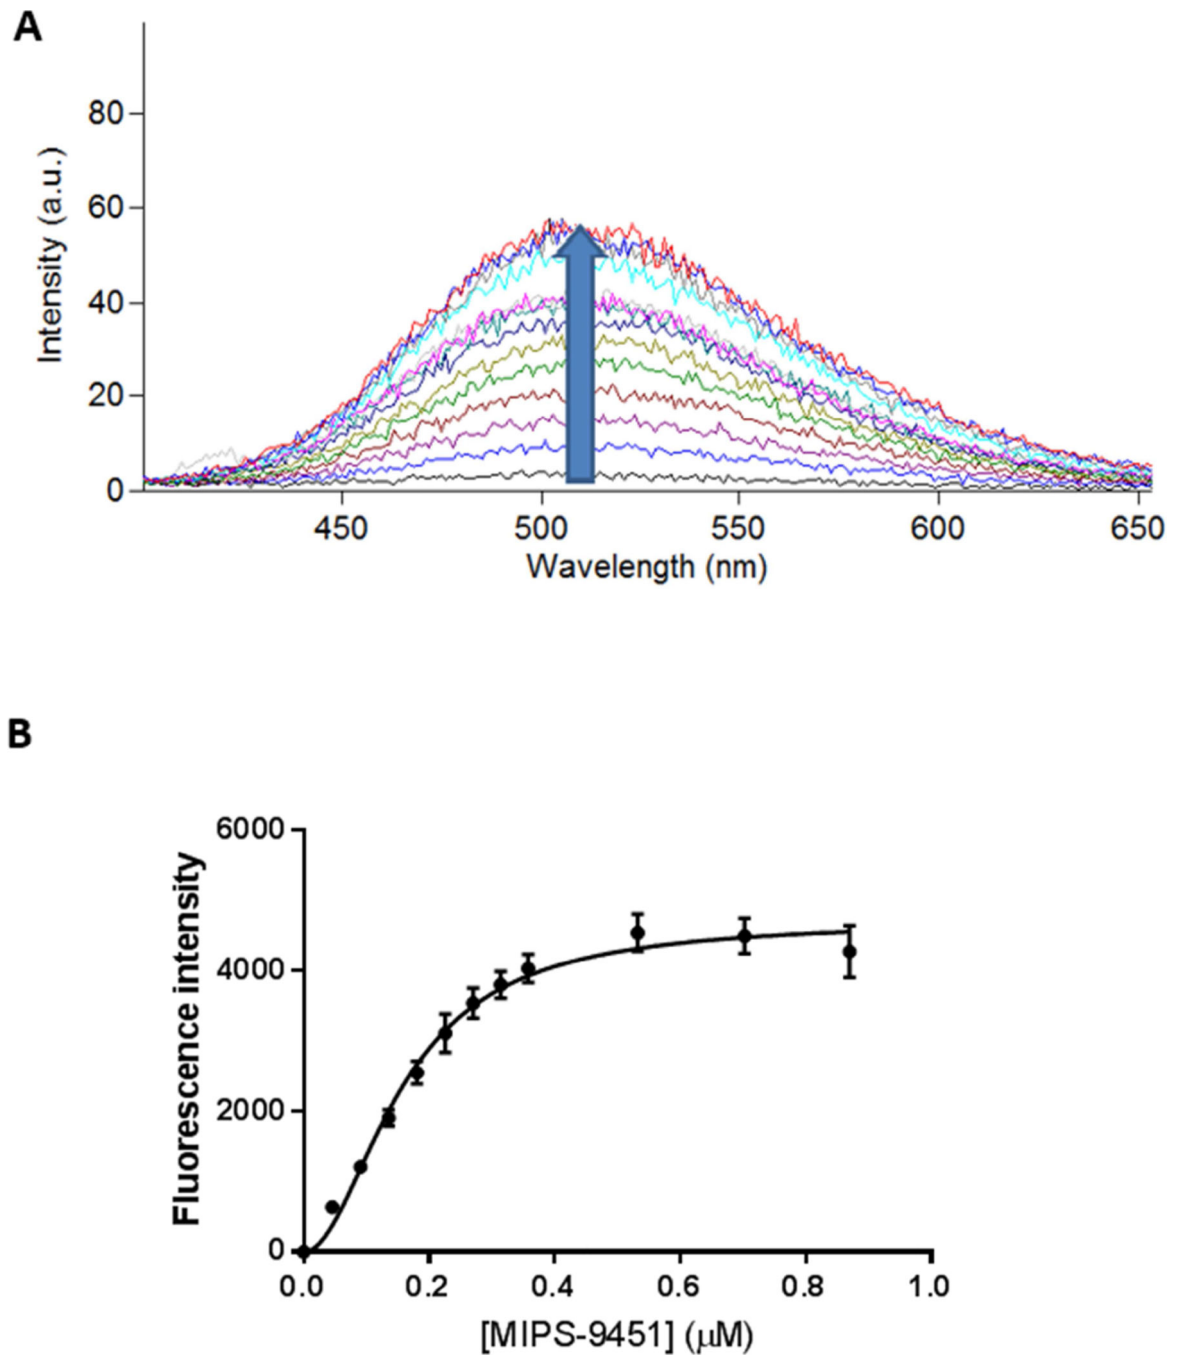 A
80
60
40
20
0
Intensity (a.u.)
450 500 550 600 650
Wavelength (nm)
B
6000
4000
2000
0
Fluorescence intensity
0.0 0.2 0.4 0.6 0.8 1.0
[MIPS-9451] (μM)